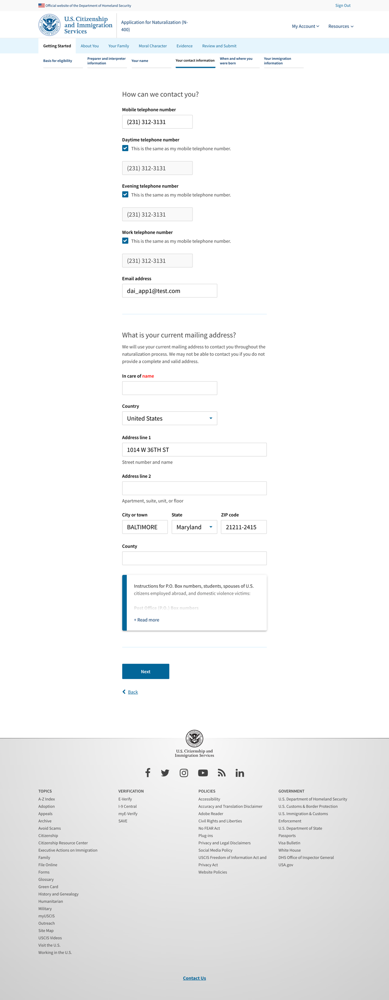 Official website of the Department of Homeland Security
Sign Out
U.S. Citizenship
and Immigration
Services
Application for Naturalization (N-
400)
My Account
Resources
Getting Started
About You
Your Family
Moral Character
Evidence
Review and Submit
Basis for eligibility
Preparer and interpreter
information
Your name
Your contact information
When and where you
were born
Your immigration
information
How can we contact you?
Mobile telephone number
(231) 312-3131
Daytime telephone number
This is the same as my mobile telephone number.
(231) 312-3131
Evening telephone number
This is the same as my mobile telephone number.
(231) 312-3131
Work telephone number
This is the same as my mobile telephone number.
(231) 312-3131
Email address
dai_app1@test.com
What is your current mailing address?
We will use your current mailing address to contact you throughout the
naturalization process. We may not be able to contact you if you do not
provide a complete and valid address.
In care of name
Country
United States
Address line 1
1014 W 36TH ST
Street number and name
Address line 2
Apartment, suite, unit, or floor
City or town
State
ZIP code
BALTIMORE
Maryland
21211-2415
County
Instructions for P.O. Box numbers, students, spouses of U.S.
citizens employed abroad, and domestic violence victims:
Post Office (P.O.) Box numbers
+ Read more
Next
Back
U.S. Citizenship and
Immigration Services
TOPICS
A-Z Index
Adoption
Appeals
Archive
Avoid Scams
Citizenship
Citizenship Resource Center
Executive Actions on Immigration
Family
File Online
Forms
Glossary
Green Card
History and Genealogy
Humanitarian
Military
myUSCIS
Outreach
Site Map
USCIS Videos
Visit the U.S.
Working in the U.S.
VERIFICATION
E-Verify
I-9 Central
myE-Verify
SAVE
POLICIES
Accessibility
Accuracy and Translation Disclaimer
Adobe Reader
Civil Rights and Liberties
No FEAR Act
Plug-ins
Privacy and Legal Disclaimers
Social Media Policy
USCIS Freedom of Information Act and
Privacy Act
Website Policies
GOVERNMENT
U.S. Department of Homeland Security
U.S. Customs & Border Protection
U.S. Immigration & Customs
Enforcement
U.S. Department of State
Passports
Visa Bulletin
White House
DHS Office of Inspector General
USA.gov
Contact Us